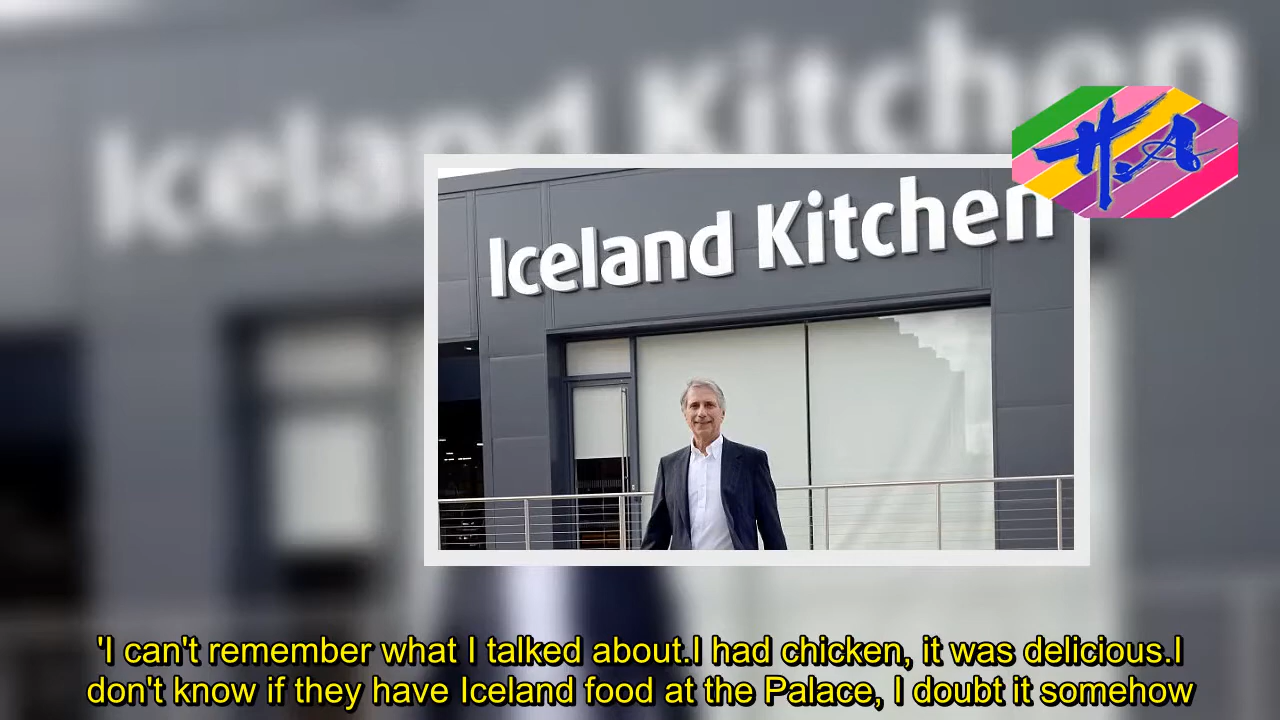 Iceland Kitchen
Iceland Kitchen
H.A
'I can't remember what I talked about.I had chicken, it was delicious.I
don't know if they have Iceland food at the Palace, I doubt it somehow